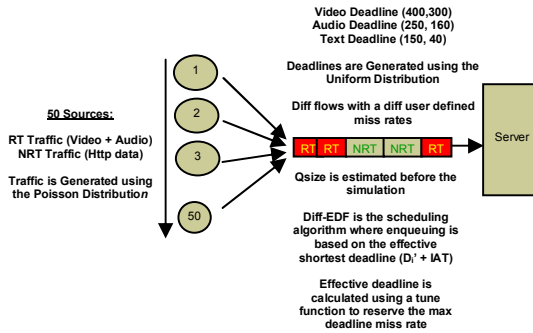 Video Deadline (400,300)
Audio Deadline (250, 160)
Text Deadline (150, 40)
Deadlines are Generated using the
Uniform Distribution
Diff flows with a diff user defined
miss rates
50 Sources:
RT Traffic (Video + Audio)
NRT Traffic (Http data)
Traffic is Generated using
the Poisson Distribution
1
2
3
50
RT RT NRT NRT RT
Server
Qsize is estimated before the
simulation
Diff-EDF is the scheduling
algorithm where enqueuing is
based on the effective
shortest deadline (Di' + IAT)
Effective deadline is
calculated using a tune
function to reserve the max
deadline miss rate